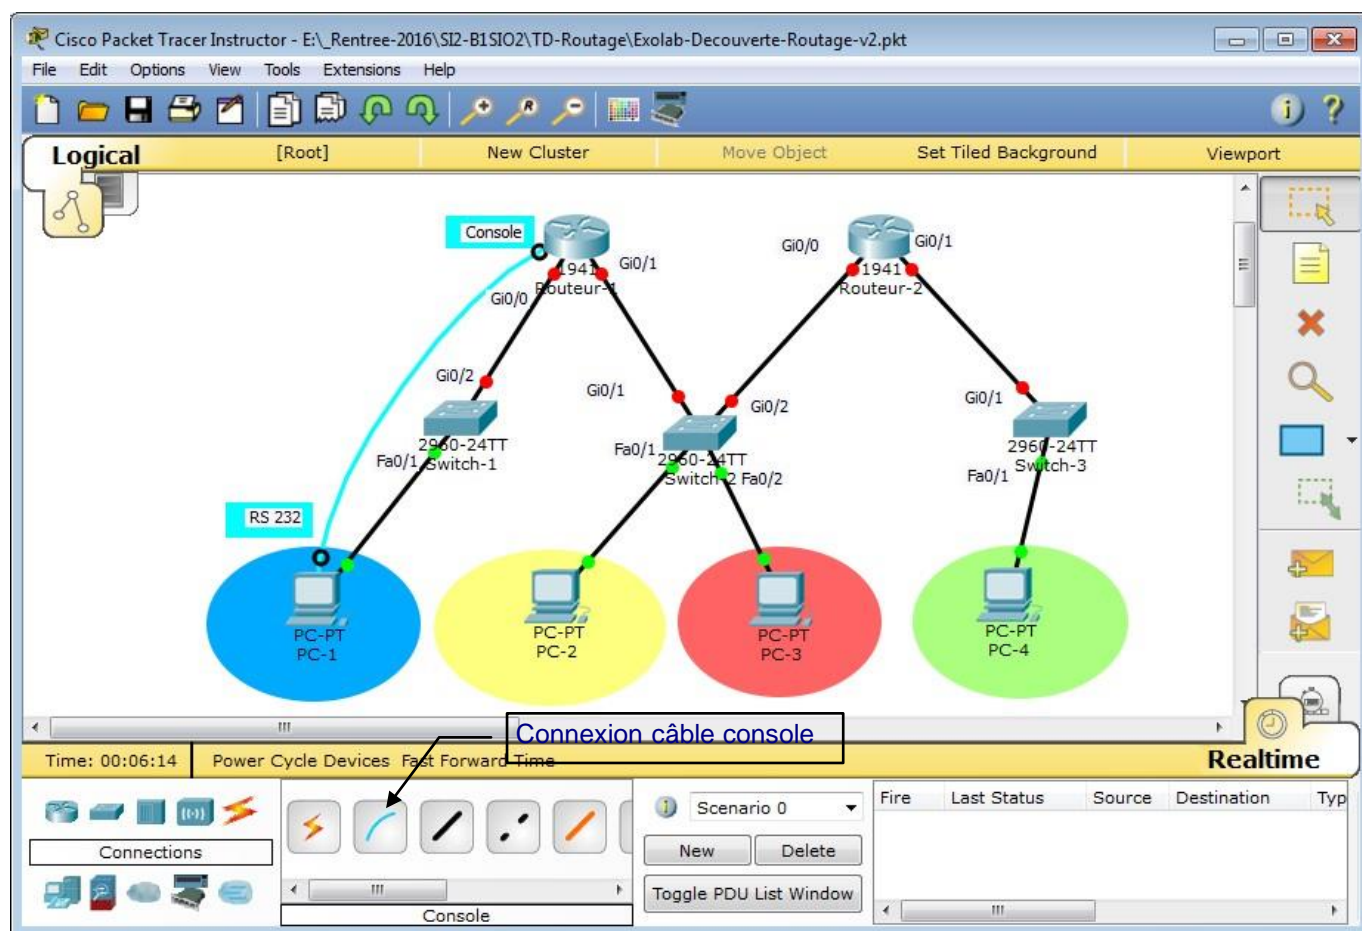 Cisco Packet Tracer Instructor - E:\_Rentree-2016\SI2-B1SIO2\TD-Routage\Exolab-Decouverte-Routage-v2.pkt
File Edit Options View Tools Extensions Help
Logical [Root] New Cluster Move Object Set Tiled Background Viewport
Console
1941
Routeur-1
Gi0/0
Gi0/1
Gi0/0
Gi0/1
1941
Routeur-2
Gi0/2
Gi0/1
Gi0/2
Gi0/1
2960-24TT
Switch-1
Fa0/1
Fa0/1
2960-24TT
Switch-2
Fa0/2
2960-24TT
Switch-3
Fa0/1
RS 232
PC-PT
PC-1
PC-PT
PC-2
PC-PT
PC-3
PC-PT
PC-4
Connexion câble console
Time: 00:06:14 Power Cycle Devices Fast Forward Time Realtime
Connections
Console
Scenario 0
New Delete
Toggle PDU List Window
Fire Last Status Source Destination Typ